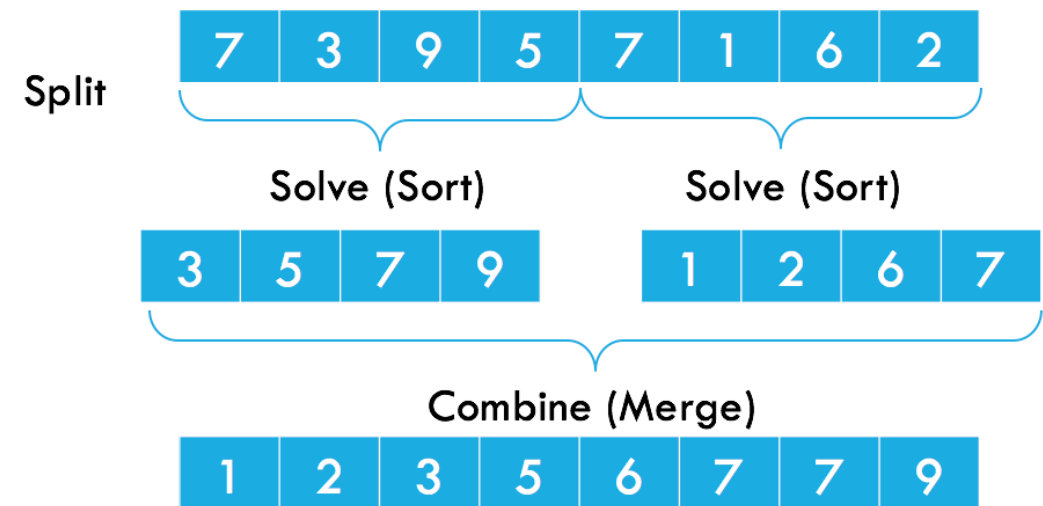 7 3 9 5 7 1 6 2
Split
Solve (Sort) Solve (Sort)
3 5 7 9 1 2 6 7
Combine (Merge)
1 2 3 5 6 7 7 9